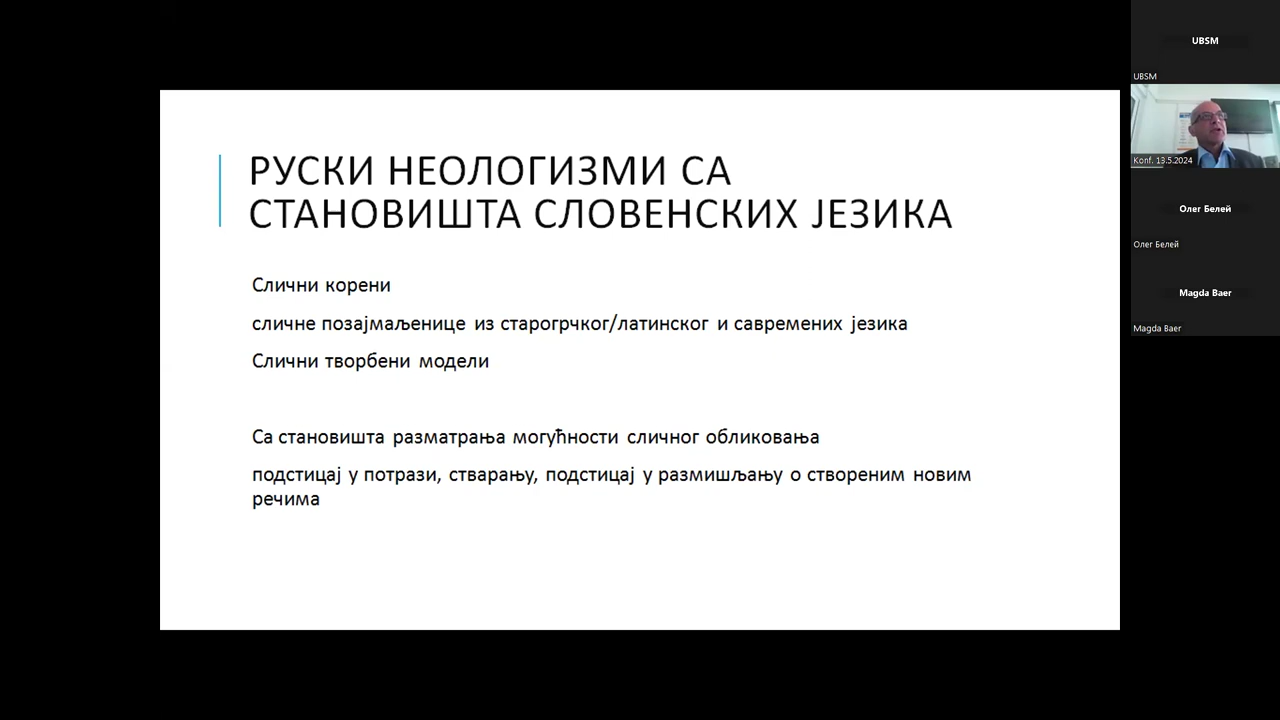 РУСКИ НЕОЛОГИЗМИ СА
СТАНОВИШТА СЛОВЕНСКИХ ЈЕЗИКА
Слични корени
сличне позајмаљенице из старогрчког/латинског и савремених језика
Слични творбени модели
Са становишта разматрања могућности сличног обликовања
подстицај у потрази, стварању, подстицај у размишљању о створеним новим
речима
UBSM
UBSM
Konf. 13.5.2024
Олег Белей
Олег Белей
Magda Baer
Magda Baer